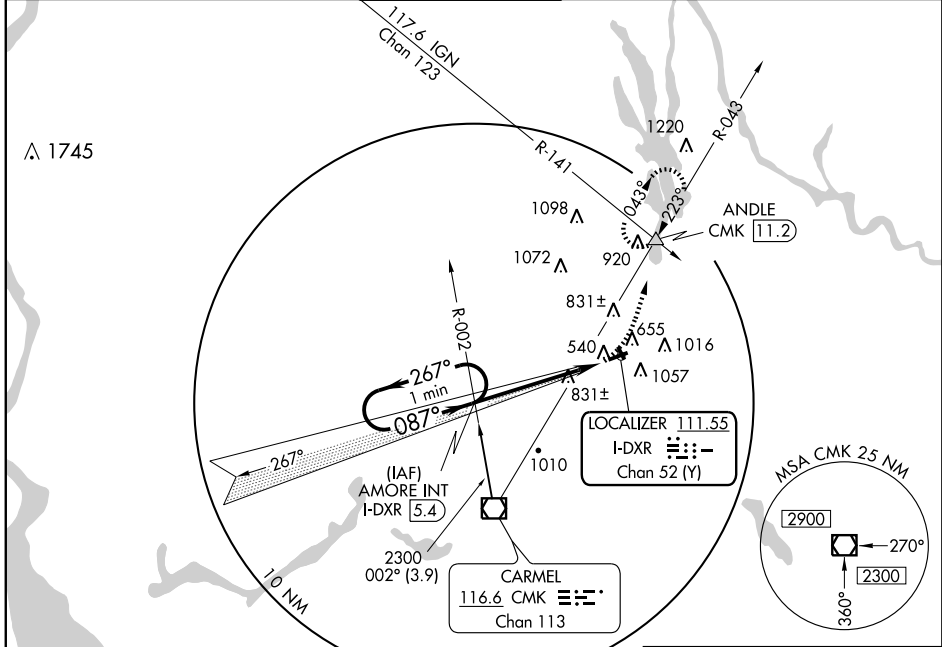 117.6 IGN
Chan 123
R-141
1745
1220
R-043
043°
223°
ANDLE
CMK 11.2
1098
920
1072
831±
R-002
655
540
1016
1057
267°
1 min
087°
831±
267°
LOCALIZER 111.55
I-DXR
Chan 52 (Y)
1010
(IAF)
AMORE INT
I-DXR 5.4
2300
002° (3.9)
CARMEL
116.6 CMK
Chan 113
10 NM
MSA CMK 25 NM
2900
270°
2300
360°